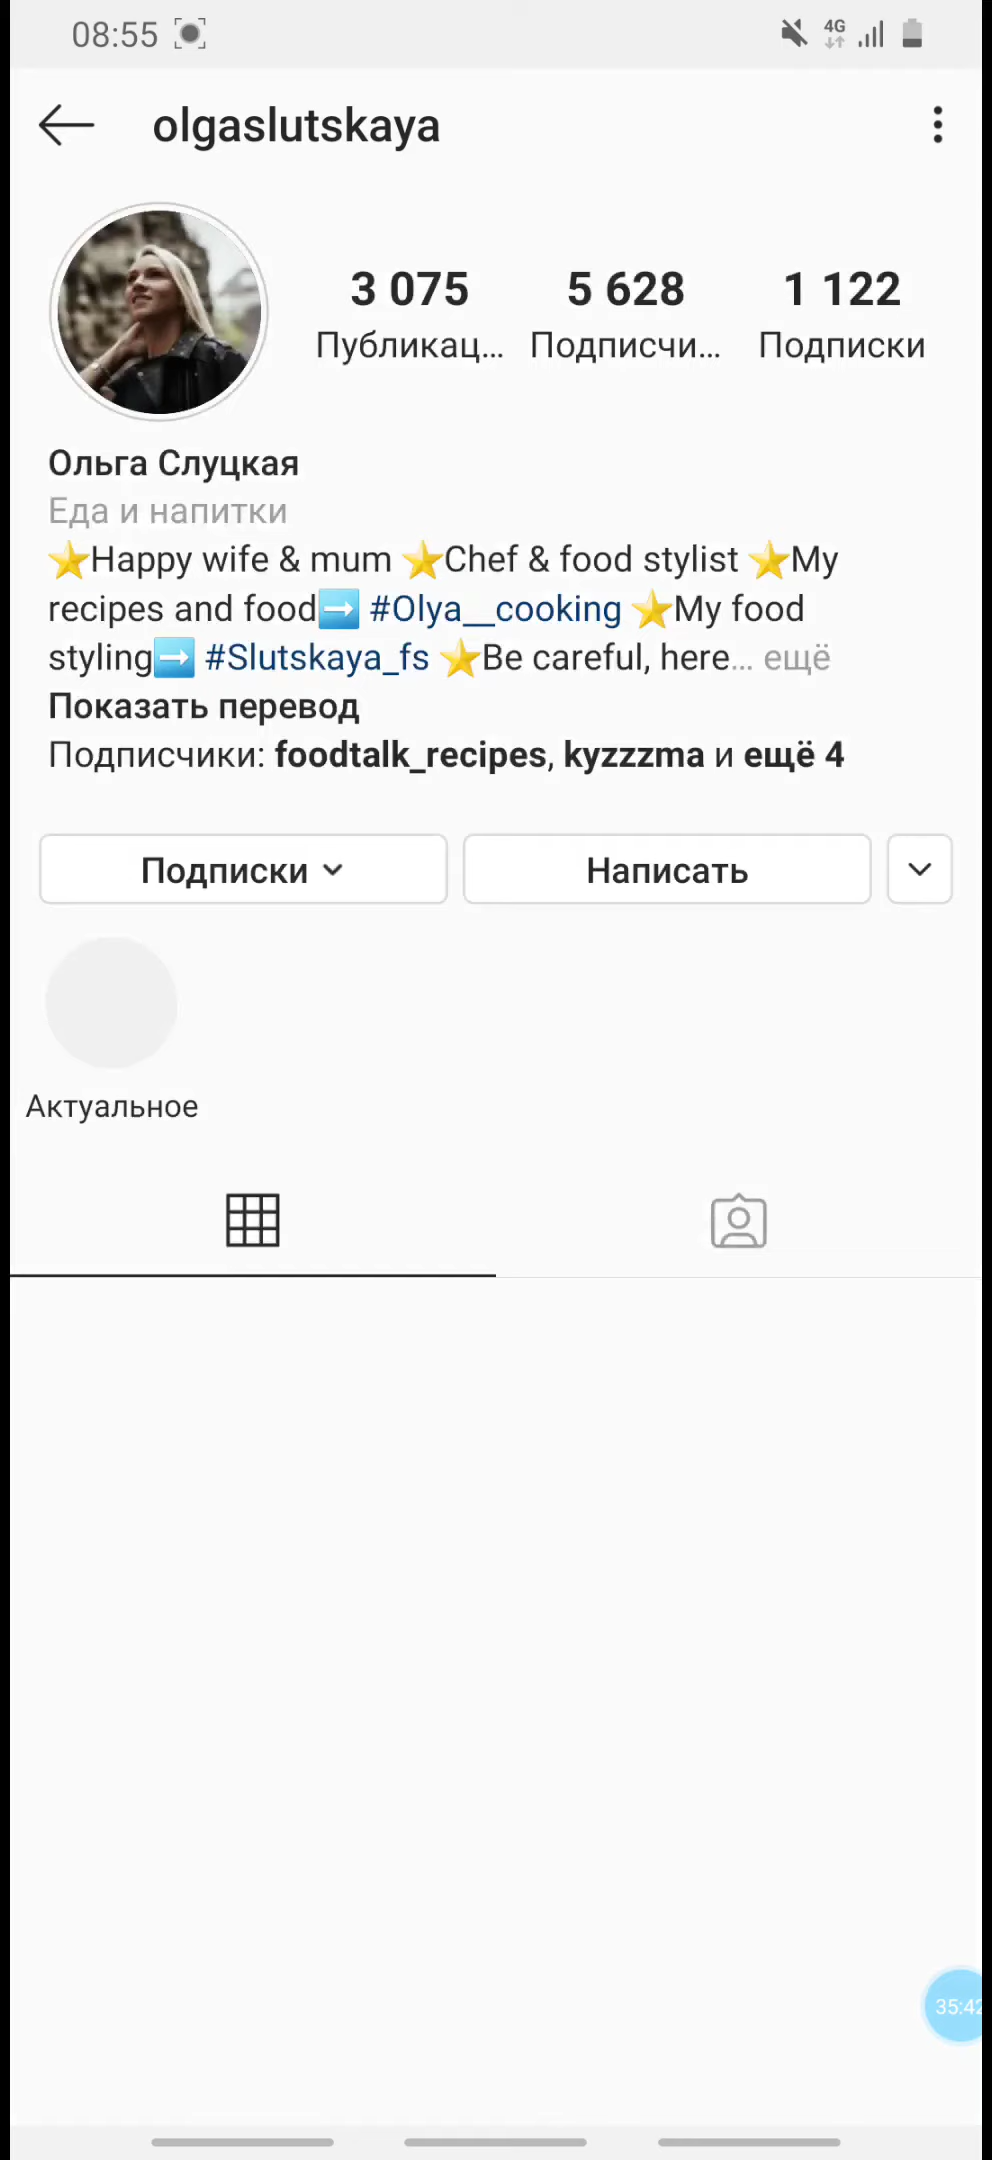 08:55 4G
olgaslutskaya
3 075 5 628 1 122
Публикац... Подписчи... Подписки
Ольга Слуцкая
Еда и напитки
⭐Happy wife & mum ⭐Chef & food stylist ⭐My
recipes and food➡️ #Olya__cooking ⭐My food
styling➡️ #Slutskaya_fs ⭐Be careful, here... ещё
Показать перевод
Подписчики: foodtalk_recipes, kyzzzma и ещё 4
Подписки Написать
Актуальное
35:42